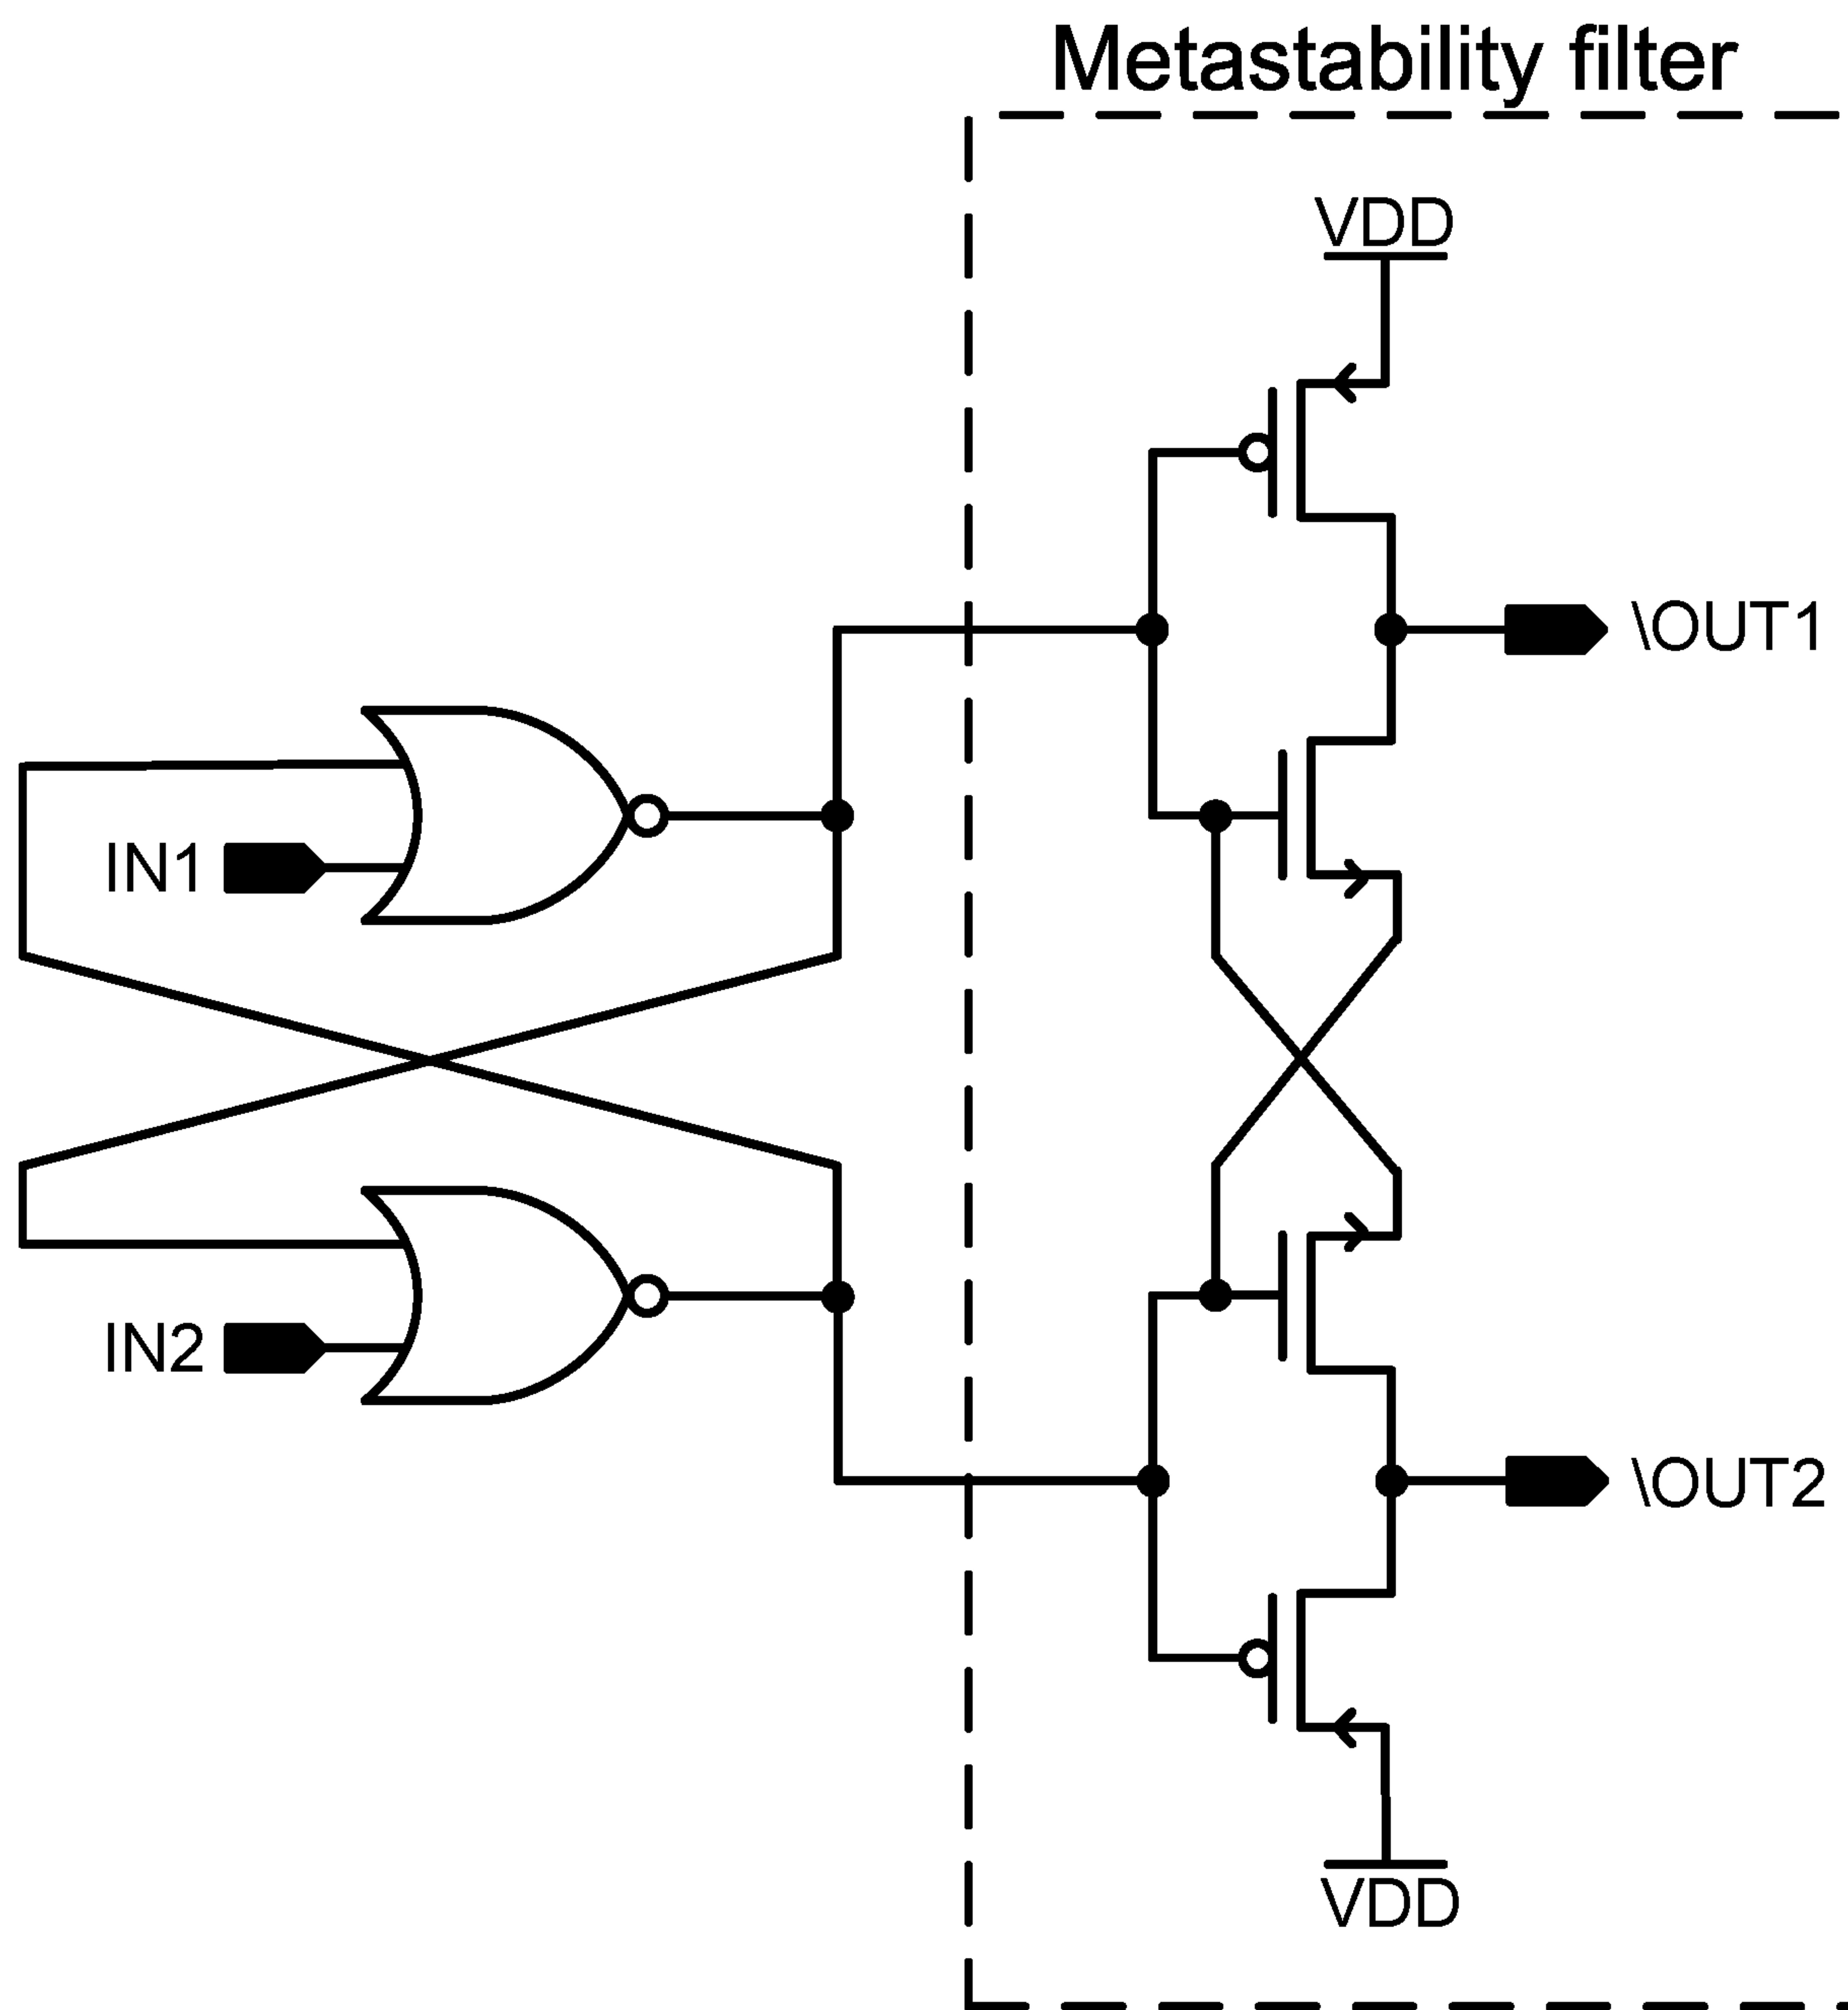 Metastability filter
VDD
\OUT1
IN1
IN2
\OUT2
VDD